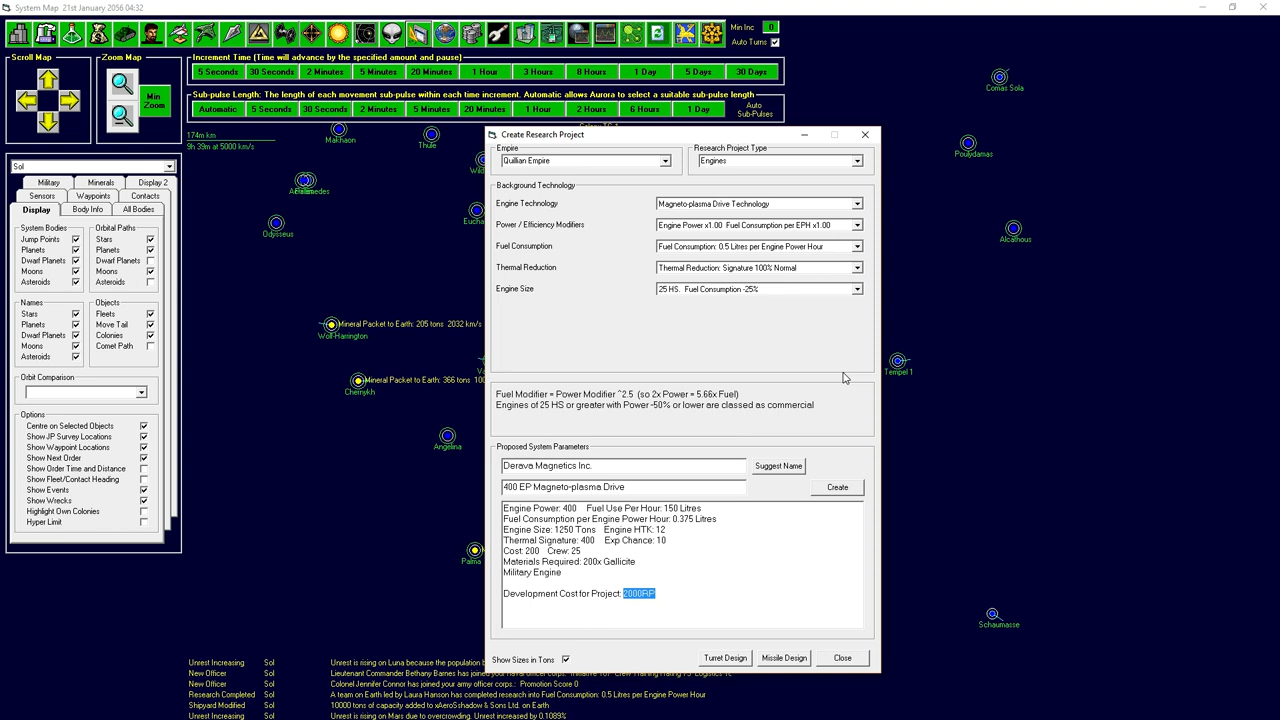 System Map 21st January 2056 04:32
Min Inc 0
Auto Turns
Scroll Map
Zoom Map
Min Zoom
Increment Time (Time will advance by the specified amount and pause)
5 Seconds 30 Seconds 2 Minutes 5 Minutes 20 Minutes 1 Hour 3 Hours 8 Hours 1 Day 5 Days 30 Days
Sub-pulse Length: The length of each movement sub-pulse within each time increment. Automatic allows Aurora to select a suitable sub-pulse length
Automatic 5 Seconds 30 Seconds 2 Minutes 5 Minutes 20 Minutes 1 Hour 2 Hours 6 Hours 1 Day
Auto Sub-Pulses
174m km
9h 39m at 5000 km/s
Makhaon
Thule
Comas Sola
Poulydamas
Odysseus
Alcathous
Mineral Packet to Earth: 205 tons 2032 km/s
Wolf-Harrington
Mineral Packet to Earth: 366 tons
Chernykh
Tempel 1
Angelina
Palma
Schaumasse
Sol
Military Minerals Display 2
Sensors Waypoints Contacts
Display Body Info All Bodies
System Bodies
Jump Points
Planets
Dwarf Planets
Moons
Asteroids
Orbital Paths
Stars
Planets
Dwarf Planets
Moons
Asteroids
Names
Stars
Planets
Dwarf Planets
Moons
Asteroids
Objects
Fleets
Move Tail
Colonies
Comet Path
Orbit Comparison
Options
Centre on Selected Objects
Show JP Survey Locations
Show Waypoint Locations
Show Next Order
Show Order Time and Distance
Show Fleet/Contact Heading
Show Events
Show Wrecks
Highlight Own Colonies
Hyper Limit
Create Research Project
Empire
Quillian Empire
Research Project Type
Engines
Background Technology
Engine Technology Magneto-plasma Drive Technology
Power / Efficiency Modifiers Engine Power x1.00 Fuel Consumption per EPH x1.00
Fuel Consumption Fuel Consumption: 0.5 Litres per Engine Power Hour
Thermal Reduction Thermal Reduction: Signature 100% Normal
Engine Size 25 HS. Fuel Consumption -25%
Fuel Modifier = Power Modifier ^2.5 (so 2x Power = 5.66x Fuel)
Engines of 25 HS or greater with Power -50% or lower are classed as commercial
Proposed System Parameters
Derava Magnetics Inc.
Suggest Name
400 EP Magneto-plasma Drive
Create
Engine Power: 400 Fuel Use Per Hour: 150 Litres
Fuel Consumption per Engine Power Hour: 0.375 Litres
Engine Size: 1250 Tons Engine HTK: 12
Thermal Signature: 400 Exp Chance: 10
Cost: 200 Crew: 25
Materials Required: 200x Gallicite
Military Engine
Development Cost for Project: 2000RP
Show Sizes in Tons
Turret Design Missile Design Close
Unrest Increasing Sol Unrest is rising on Luna because the population
New Officer Sol Lieutenant Commander Bethany Barnes has joined your naval officer corps.
New Officer Sol Colonel Jennifer Connor has joined your army officer corps.: Promotion Score 0
Research Completed Sol A team on Earth led by Laura Hanson has completed research into Fuel Consumption: 0.5 Litres per Engine Power Hour
Shipyard Modified Sol 10000 tons of capacity added to xAeroSshadow & Sons Ltd. on Earth
Unrest Increasing Sol Unrest is rising on Mars due to overcrowding. Unrest increased by 0.1089%